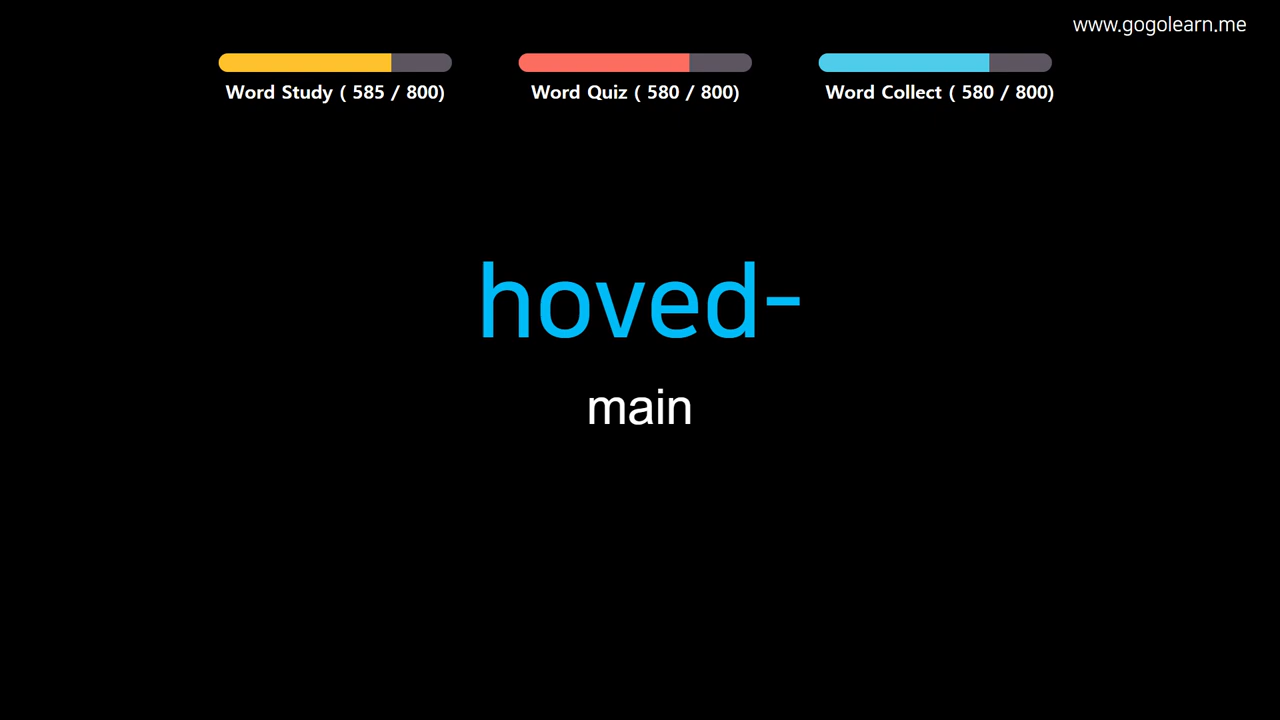 www.gogolearn.me
Word Study ( 585 / 800)
Word Quiz ( 580 / 800)
Word Collect ( 580 / 800)
hoved-
main